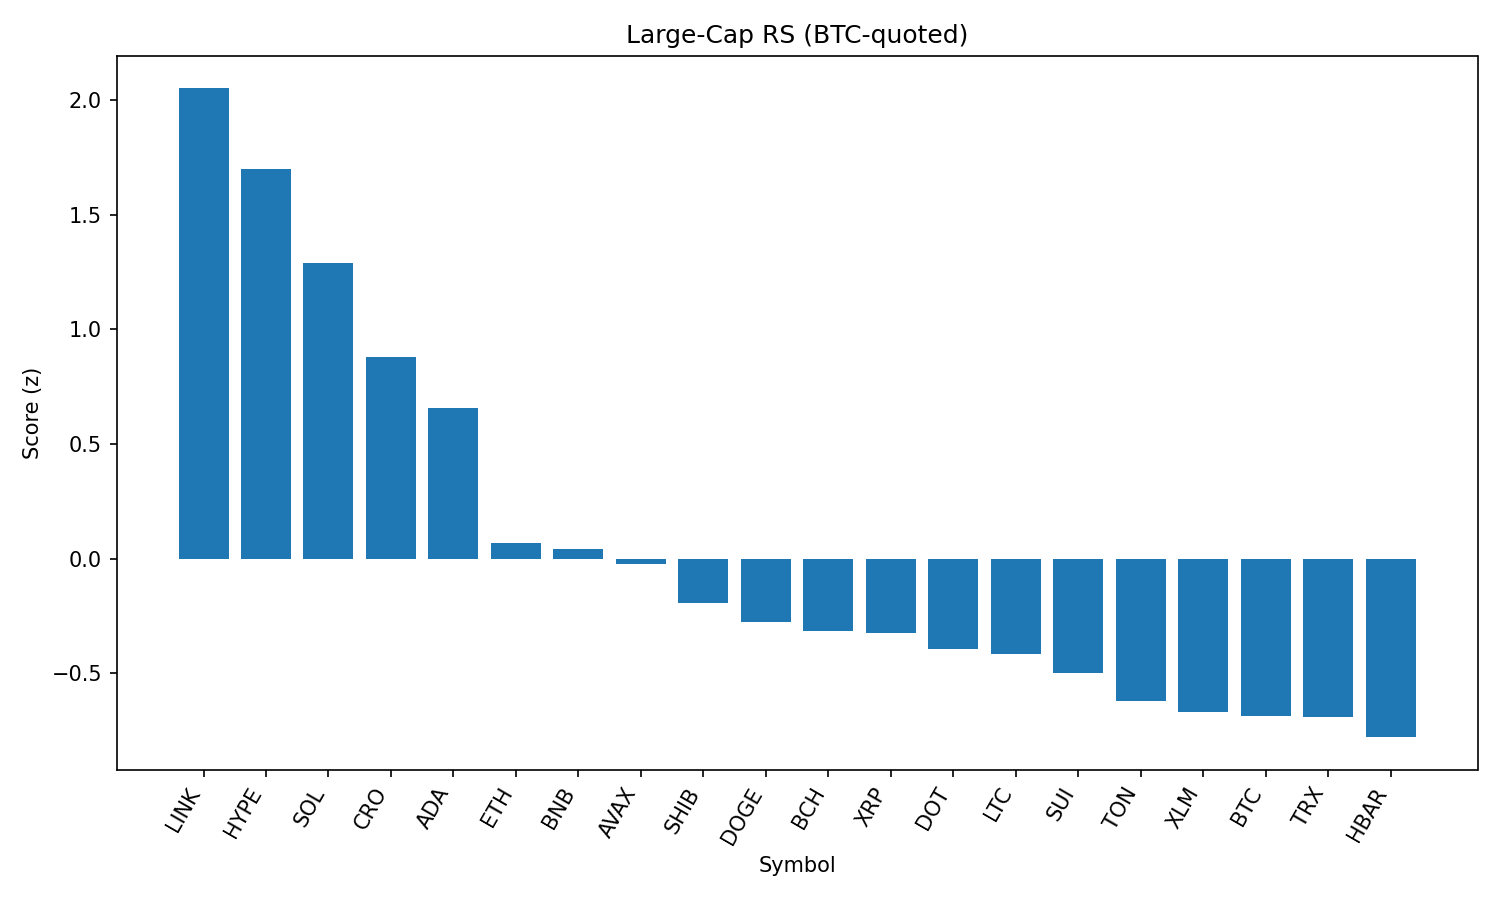 Large-Cap RS (BTC-quoted)
2.0
1.5
1.0
0.5
0.0
−0.5
Score (z)
LINK
HYPE
SOL
CRO
ADA
ETH
BNB
AVAX
SHIB
DOGE
BCH
XRP
DOT
LTC
SUI
TON
XLM
BTC
TRX
HBAR
Symbol